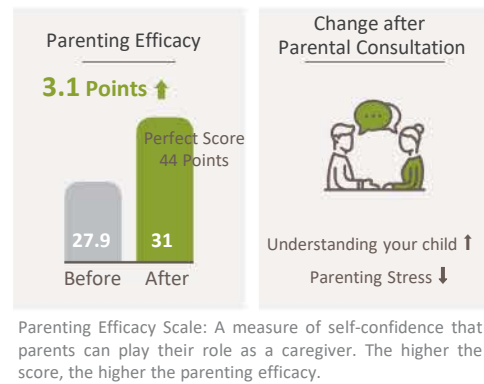 Parenting Efficacy
3.1 Points ⬆
Perfect Score
44 Points
27.9
31
Before
After
Change after
Parental Consultation
Understanding your child ⬆
Parenting Stress ⬇
Parenting Efficacy Scale: A measure of self-confidence that
parents can play their role as a caregiver. The higher the
score, the higher the parenting efficacy.